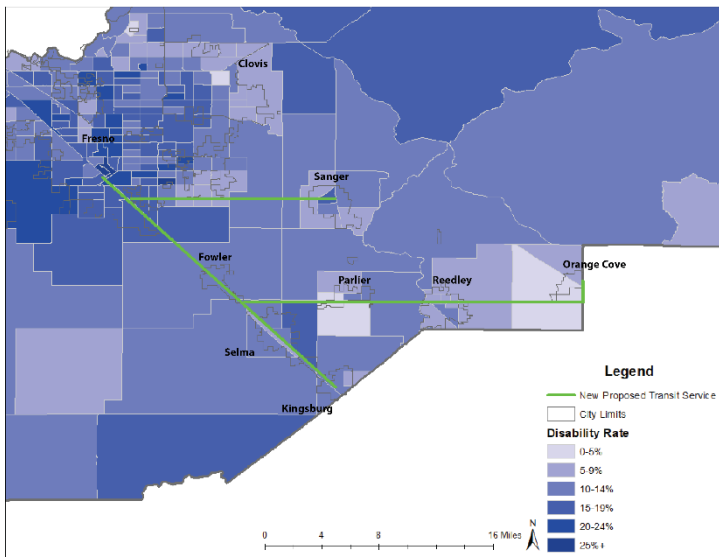 Clovis
Fresno
Sanger
Fowler
Parlier
Reedley
Orange Cove
Selma
Kingsburg
Legend
New Proposed Transit Service
City Limits
Disability Rate
0-5%
5-9%
10-14%
15-19%
20-24%
25%+
0 4 8 16 Miles
N